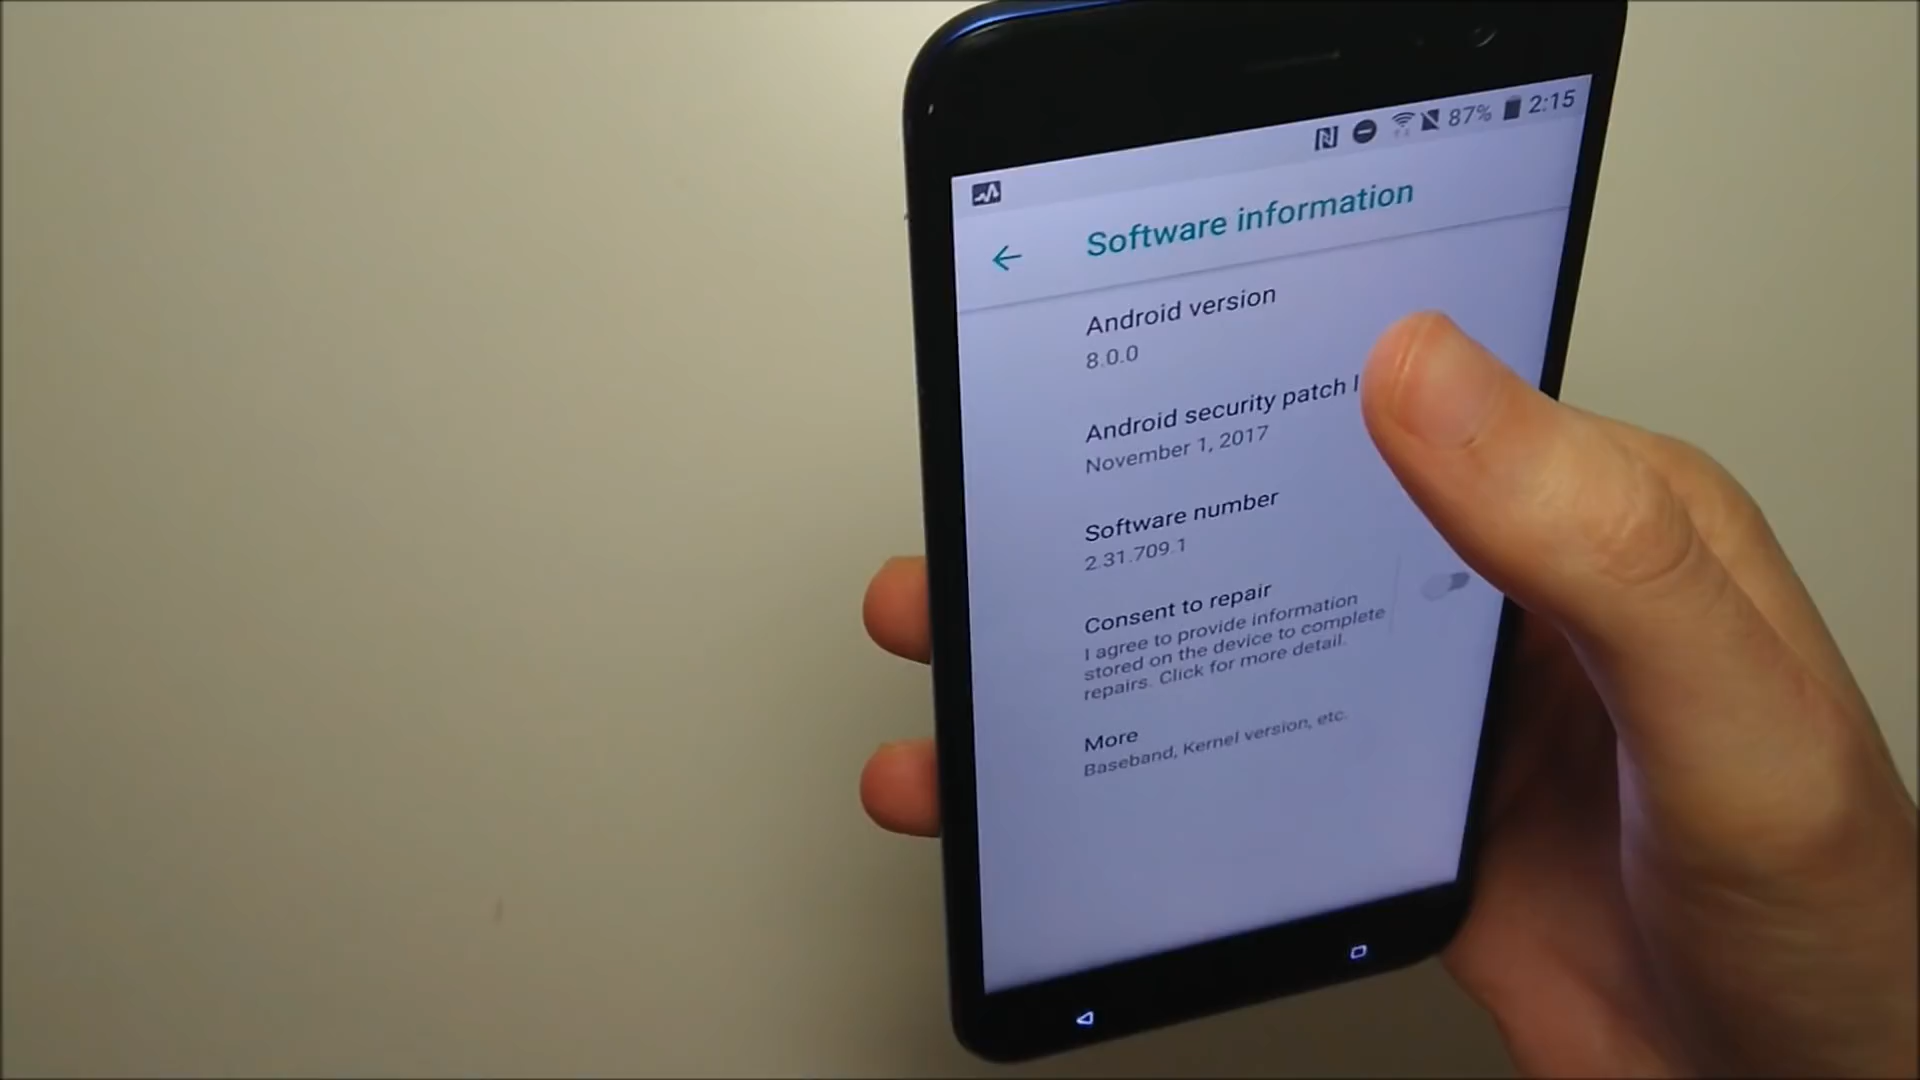 87% 2:15
Software information
Android version
8.0.0
Android security patch
November 1, 2017
Software number
2.31.709.1
Consent to repair
I agree to provide information
stored on the device to complete
repairs. Click for more detail.
More
Baseband, Kernel version, etc.